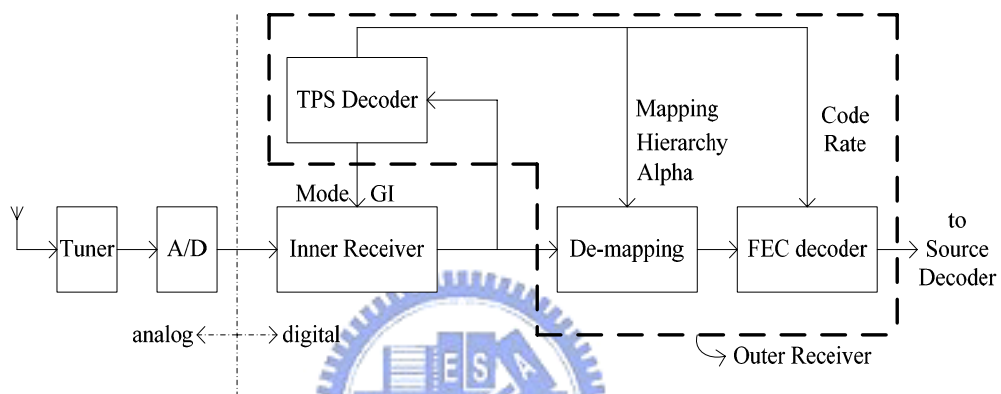 TPS Decoder
Mapping
Hierarchy
Alpha
Code
Rate
Mode GI
Tuner
A/D
Inner Receiver
De-mapping
FEC decoder
to
Source
Decoder
analog
digital
Outer Receiver
ESA